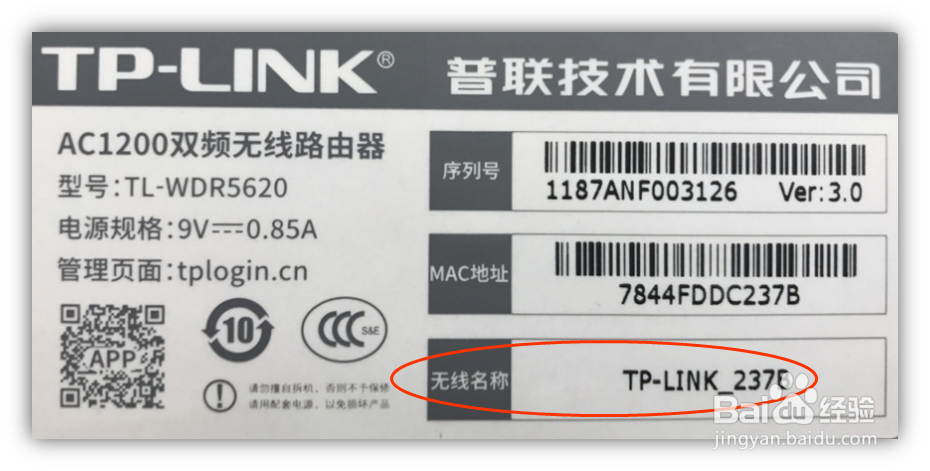 TP-LINK® 普联技术有限公司
AC1200双频无线路由器
型号:TL-WDR5620
电源规格:9V⎓0.85A
管理页面:tplogin.cn
APP
10
CCC S&E
请勿擅自拆机，否则不予保修
请用配套电源，以免损坏产品
序列号
1187ANF003126 Ver:3.0
MAC地址
7844FDDC237B
无线名称
TP-LINK_237B
Baidu经验
jingyan.baidu.com